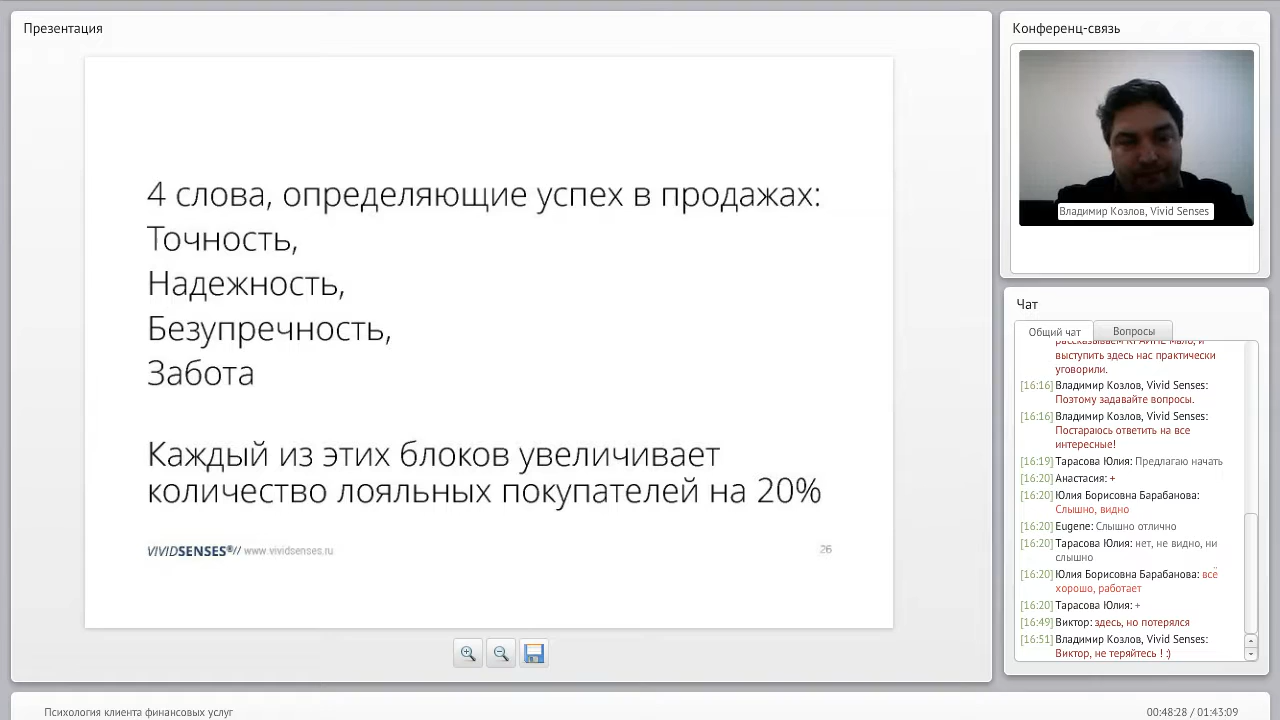 Презентация
4 слова, определяющие успех в продажах:
Точность,
Надежность,
Безупречность,
Забота
Каждый из этих блоков увеличивает
количество лояльных покупателей на 20%
VIVIDSENSES®// www.vividsenses.ru
26
Конференц-связь
Владимир Козлов, Vivid Senses
Чат
Общий чат
Вопросы
рассказываем КРАЙНЕ мало, и
выступить здесь нас практически
уговорили.
[16:16] Владимир Козлов, Vivid Senses:
Поэтому задавайте вопросы.
[16:16] Владимир Козлов, Vivid Senses:
Постараюсь ответить на все
интересные!
[16:19] Тарасова Юлия: Предлагаю начать
[16:20] Анастасия: +
[16:20] Юлия Борисовна Барабанова:
Слышно, видно
[16:20] Eugene: Слышно отлично
[16:20] Тарасова Юлия: нет, не видно, ни
слышно
[16:20] Юлия Борисовна Барабанова: всё
хорошо, работает
[16:20] Тарасова Юлия: +
[16:49] Виктор: здесь, но потерялся
[16:51] Владимир Козлов, Vivid Senses:
Виктор, не теряйтесь ! :)
Психология клиента финансовых услуг
00:48:28 / 01:43:09